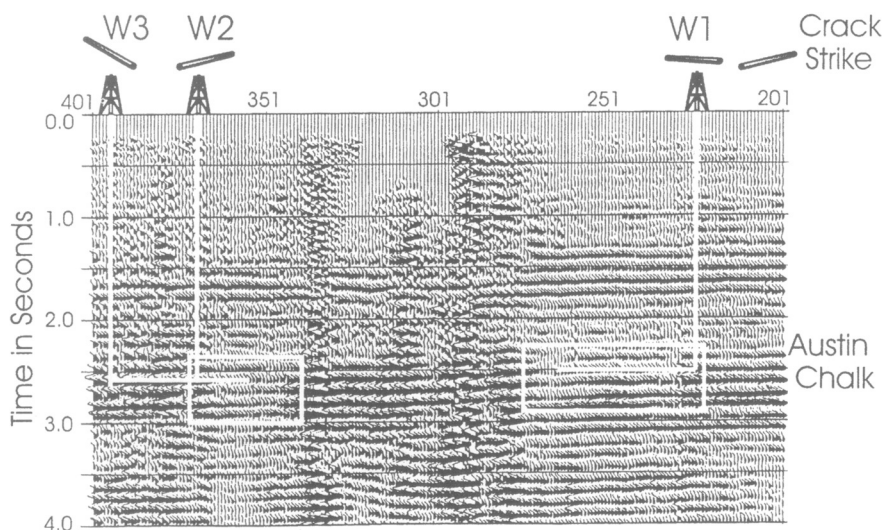 W3 W2 W1 Crack
Strike
401 351 301 251 201
0.0
1.0
Time in Seconds
2.0
Austin
Chalk
3.0
4.0